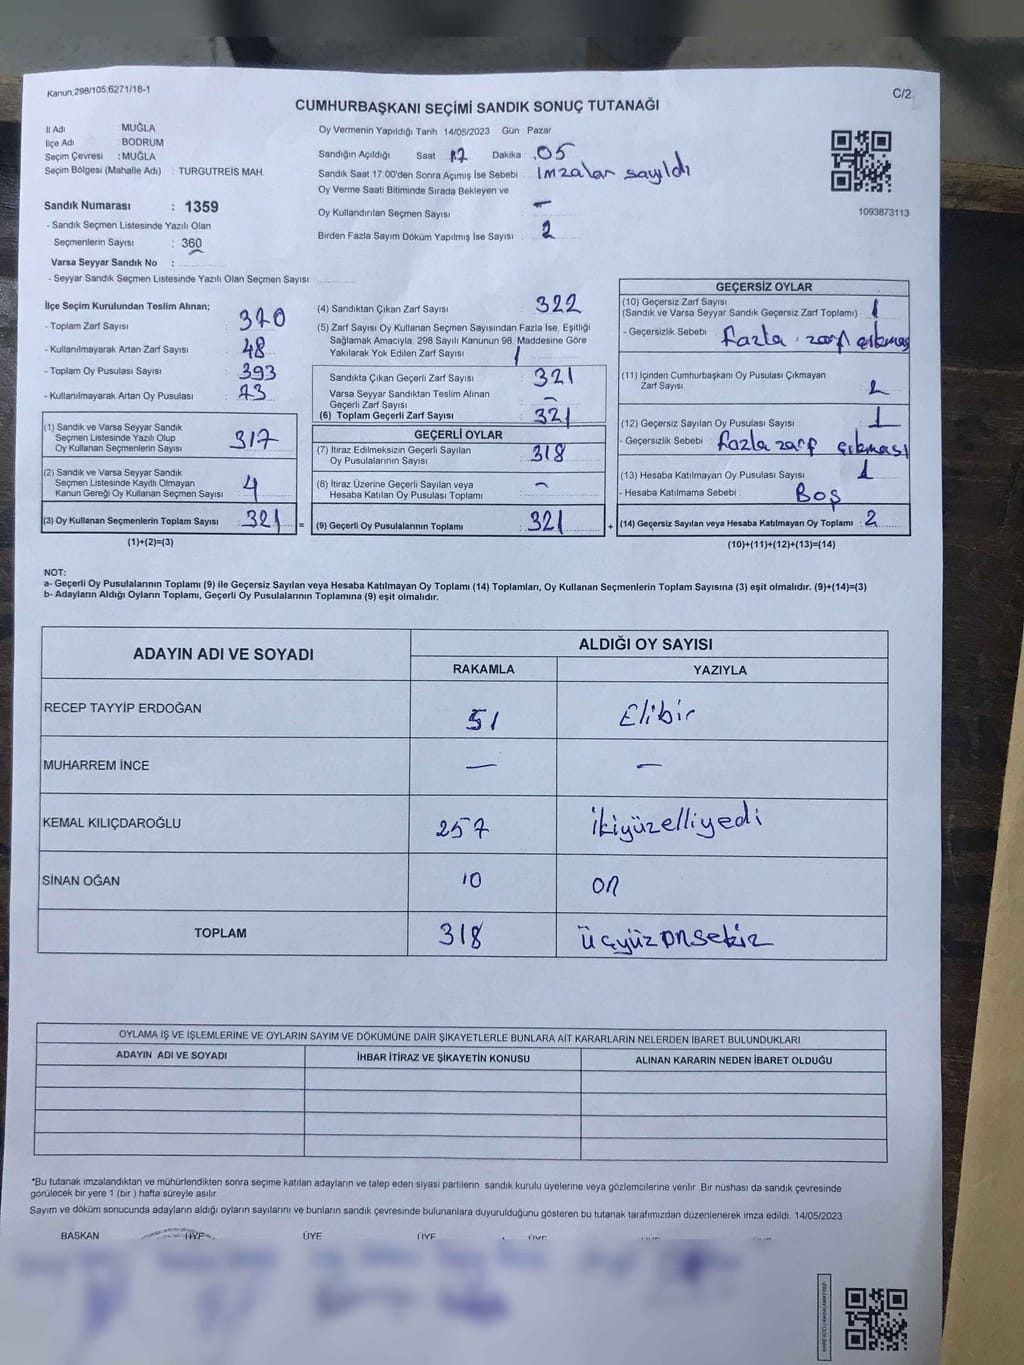 Kanun.298/105;6271/18-1
C/2
CUMHURBAŞKANI SEÇİMİ SANDIK SONUÇ TUTANAĞI
İl Adı MUĞLA
İlçe Adı BODRUM
Seçim Çevresi : MUĞLA
Seçim Bölgesi (Mahalle Adı) : TURGUTREİS MAH.
Sandık Numarası : 1359
- Sandık Seçmen Listesinde Yazılı Olan
Seçmenlerin Sayısı : 360
Varsa Seyyar Sandık No :
- Seyyar Sandık Seçmen Listesinde Yazılı Olan Seçmen Sayısı:
Oy Vermenin Yapıldığı Tarih 14/05/2023 Gün Pazar
Sandığın Açıldığı Saat 17 Dakika 05
Sandık Saat 17:00'den Sonra Açımış İse Sebebi : imzalar sayıldı
Oy Verme Saati Bitiminde Sırada Bekleyen ve
Oy Kullandırılan Seçmen Sayısı –
Birden Fazla Sayım Döküm Yapılmış İse Sayısı : 2
1093873113
İlçe Seçim Kurulundan Teslim Alınan;
- Toplam Zarf Sayısı : 370
- Kullanılmayarak Artan Zarf Sayısı : 48
- Toplam Oy Pusulası Sayısı : 393
- Kullanılmayarak Artan Oy Pusulası : 73
(1) Sandık ve Varsa Seyyar Sandık
Seçmen Listesinde Yazılı Olup
Oy Kullanan Seçmenlerin Sayısı 317
(2) Sandık ve Varsa Seyyar Sandık
Seçmen Listesinde Kayıtlı Olmayan
Kanun Gereği Oy Kullanan Seçmen Sayısı 4
(3) Oy Kullanan Seçmenlerin Toplam Sayısı 321 =
(1)+(2)=(3)
(4) Sandıktan Çıkan Zarf Sayısı 322
(5) Zarf Sayısı Oy Kullanan Seçmen Sayısından Fazla İse, Eşitliği
Sağlamak Amacıyla, 298 Sayılı Kanunun 98. Maddesine Göre
Yakılarak Yok Edilen Zarf Sayısı 1
Sandıkta Çıkan Geçerli Zarf Sayısı : 321
Varsa Seyyar Sandıktan Teslim Alınan
Geçerli Zarf Sayısı –
(6) Toplam Geçerli Zarf Sayısı : 321
GEÇERLİ OYLAR
(7) İtiraz Edilmeksizin Geçerli Sayılan
Oy Pusulalarının Sayısı : 318
(8) İtiraz Üzerine Geçerli Sayılan veya
Hesaba Katılan Oy Pusulası Toplamı –
(9) Geçerli Oy Pusulalarının Toplamı : 321 +
GEÇERSİZ OYLAR
(10) Geçersiz Zarf Sayısı
(Sandık ve Varsa Seyyar Sandık Geçersiz Zarf Toplamı) : 1
- Geçersizlik Sebebi : fazla zarf çıkması
(11) İçinden Cumhurbaşkanı Oy Pusulası Çıkmayan
Zarf Sayısı
(12) Geçersiz Sayılan Oy Pusulası Sayısı 1
- Geçersizlik Sebebi : fazla zarf çıkması
(13) Hesaba Katılmayan Oy Pusulası Sayısı 1
- Hesaba Katılmama Sebebi : Boş
(14) Geçersiz Sayılan veya Hesaba Katılmayan Oy Toplamı : 2
(10)+(11)+(12)+(13)=(14)
NOT:
a- Geçerli Oy Pusulalarının Toplamı (9) ile Geçersiz Sayılan veya Hesaba Katılmayan Oy Toplamı (14) Toplamları, Oy Kullanan Seçmenlerin Toplam Sayısına (3) eşit olmalıdır. (9)+(14)=(3)
b- Adayların Aldığı Oyların Toplamı, Geçerli Oy Pusulalarının Toplamına (9) eşit olmalıdır.
ADAYIN ADI VE SOYADI
ALDIĞI OY SAYISI
RAKAMLA YAZIYLA
RECEP TAYYİP ERDOĞAN 51 Elibir
MUHARREM İNCE – –
KEMAL KILIÇDAROĞLU 257 ikiyüzelliyedi
SİNAN OĞAN 10 on
TOPLAM 318 üçyüzonsekiz
OYLAMA İŞ VE İŞLEMLERİNE VE OYLARIN SAYIM VE DÖKÜMÜNE DAİR ŞİKAYETLERLE BUNLARA AİT KARARLARIN NELERDEN İBARET BULUNDUKLARI
ADAYIN ADI VE SOYADI İHBAR İTİRAZ VE ŞİKAYETİN KONUSU ALINAN KARARIN NEDEN İBARET OLDUĞU
*Bu tutanak imzalandıktan ve mühürlendikten sonra seçime katılan adayların ve talep eden siyasi partilerin sandık kurulu üyelerine veya gözlemcilerine verilir. Bir nüshası da sandık çevresinde
görülecek bir yere 1 (bir) hafta süreyle asılır.
Sayım ve döküm sonucunda adayların aldığı oyların sayılarını ve bunların sandık çevresinde bulunanlara duyurulduğunu gösteren bu tutanak tarafımızdan düzenlenerek imza edildi. 14/05/2023
BAŞKAN ÜYE ÜYE ÜYE ÜYE